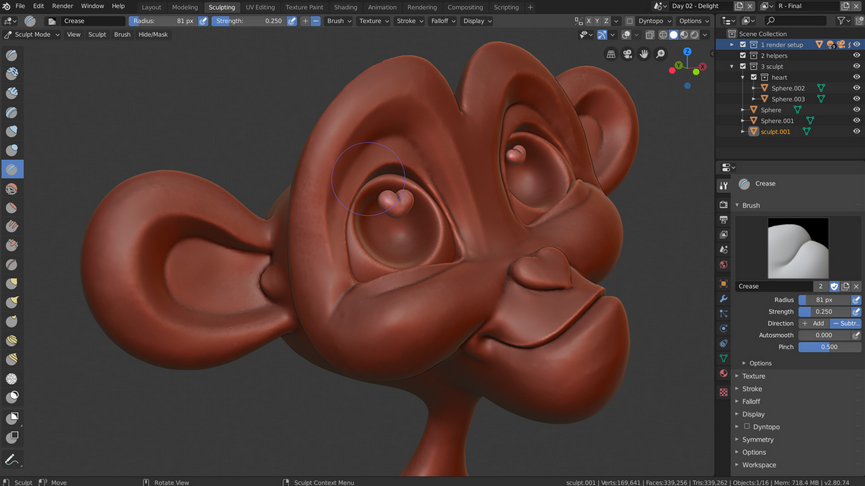 File Edit Render Window Help Layout Modeling Sculpting UV Editing Texture Paint Shading Animation Rendering Compositing Scripting Day 02 - Delight R - Final
Crease Radius: 81 px Strength: 0.250 Brush Texture Stroke X Y Z Dyntopo Options
Sculpt Mode View Sculpt Brush Hide/Mask
Scene Collection
1 render setup
2 helpers
3 sculpt
heart
Sphere.002
Sphere.003
Sphere
Sphere.001
sculpt.001
Z
Y
X
Crease
Brush
Crease 2
Radius 81 px
Strength 0.250
Direction + Add − Subtr..
Autosmooth 0.000
Pinch 0.500
Options
Texture
Stroke
Falloff
Display
Dyntopo
Symmetry
Options
Workspace
Sculpt Move Rotate View Sculpt Context Menu sculpt.001 | Verts:169,641 | Faces:339,256 | Tris:339,262 | Objects:1/16 | Mem: 718.4 MB | v2.80.74